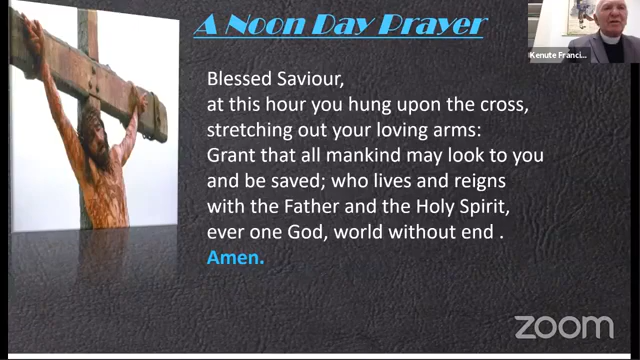 A Noon Day Prayer
Kenute Franci...
Blessed Saviour,
at this hour you hung upon the cross,
stretching out your loving arms:
Grant that all mankind may look to you
and be saved; who lives and reigns
with the Father and the Holy Spirit,
ever one God, world without end .
Amen.
zoom